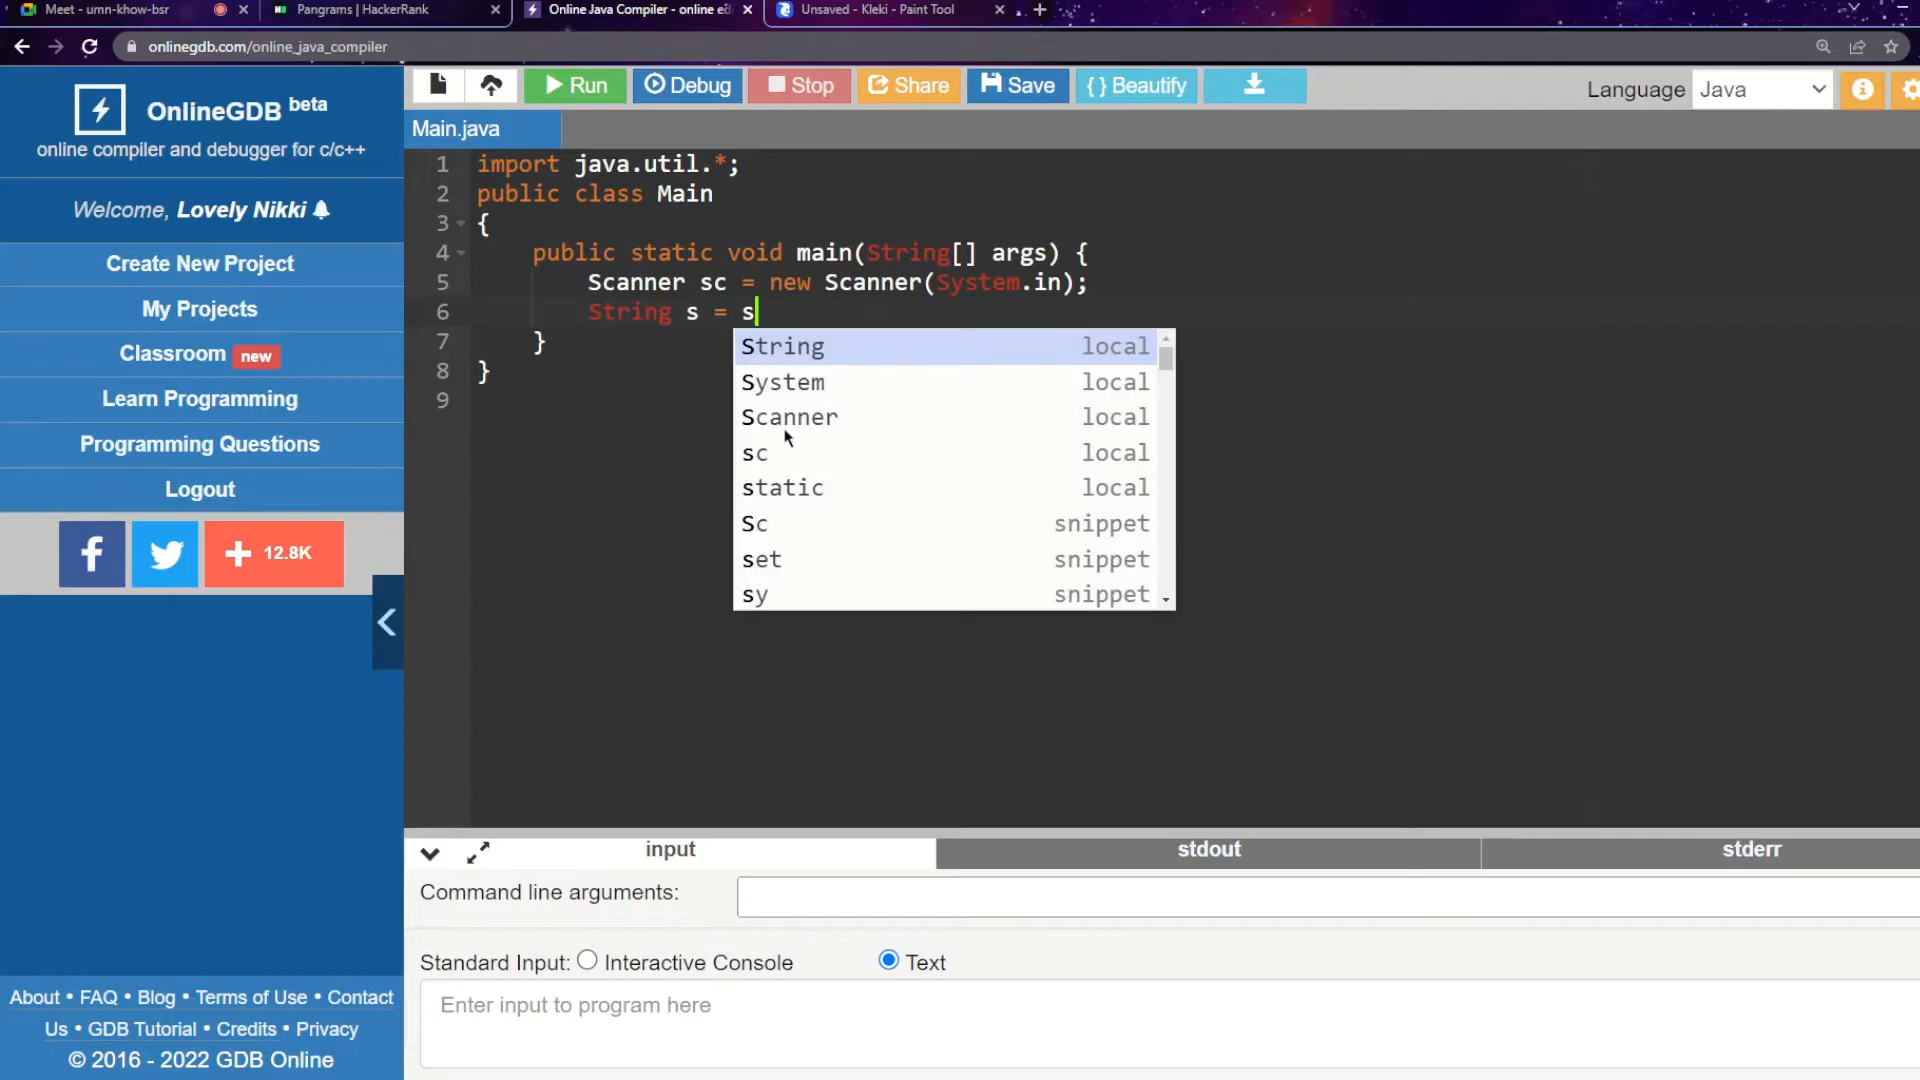 Meet - umn-khow-bsr
Pangrams | HackerRank
Online Java Compiler - online ed
Unsaved - Kleki - Paint Tool
onlinegdb.com/online_java_compiler
OnlineGDB beta
online compiler and debugger for c/c++
Welcome, Lovely Nikki
Create New Project
My Projects
Classroom new
Learn Programming
Programming Questions
Logout
12.8K
About • FAQ • Blog • Terms of Use • Contact
Us • GDB Tutorial • Credits • Privacy
© 2016 - 2022 GDB Online
Run
Debug
Stop
Share
Save
{ } Beautify
Language Java
Main.java
1 import java.util.*;
2 public class Main
3 {
4 public static void main(String[] args) {
5 Scanner sc = new Scanner(System.in);
6 String s = s
7 }
8 }
9
String local
System local
Scanner local
sc local
static local
Sc snippet
set snippet
sy snippet
input
stdout
stderr
Command line arguments:
Standard Input: Interactive Console Text
Enter input to program here